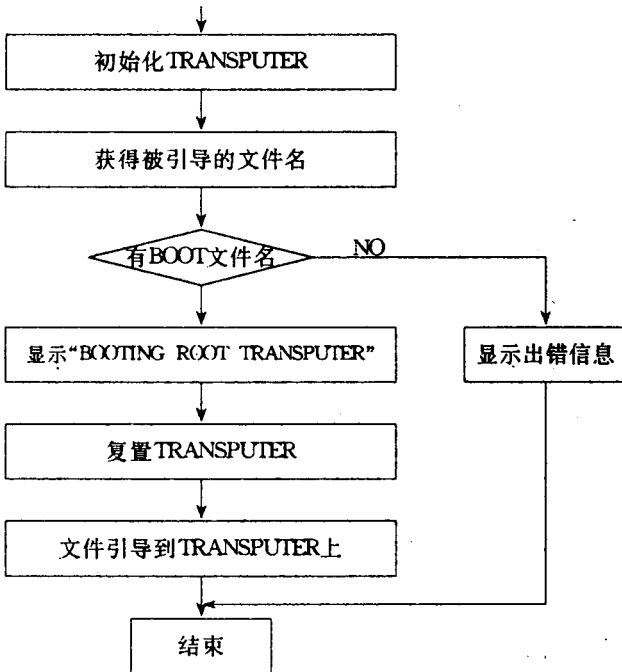 初始化TRANSPUTER
获得被引导的文件名
有BOOT文件名
NO
显示“BOOTING ROOT TRANSPUTER”
显示出错信息
复置TRANSPUTER
文件引导到TRANSPUTER上
结束